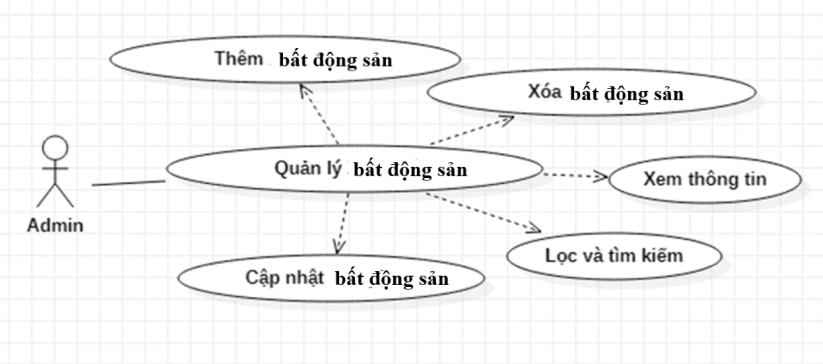 Thêm bất động sản
Xóa bất động sản
Quản lý bất động sản
Xem thông tin
Admin
Lọc và tìm kiếm
Cập nhật bất động sản